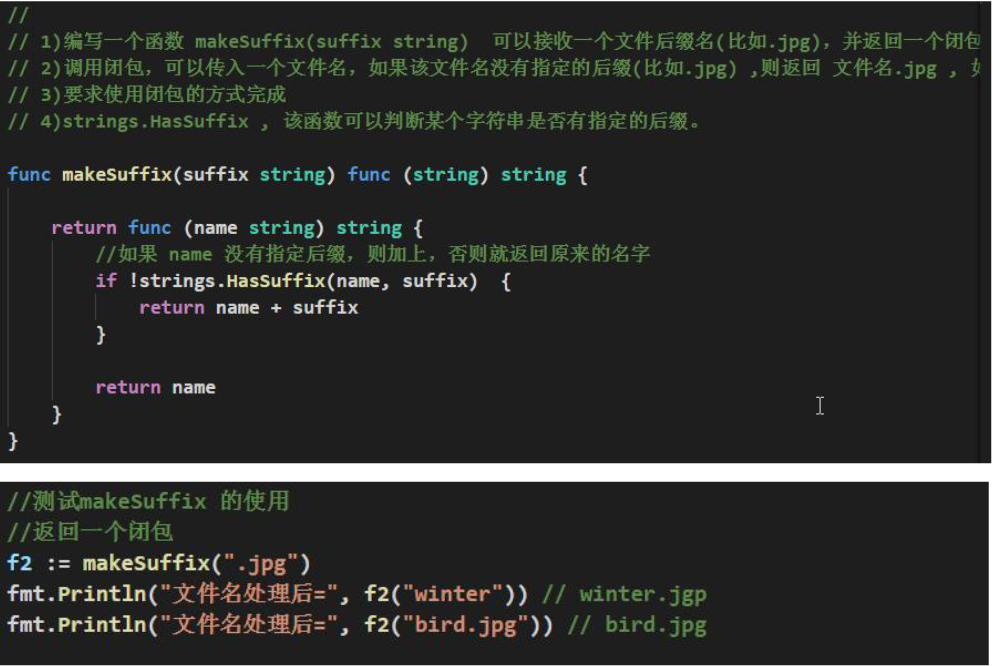 //
// 1)编写一个函数 makeSuffix(suffix string)  可以接收一个文件后缀名(比如.jpg)，并返回一个闭包
// 2)调用闭包，可以传入一个文件名，如果该文件名没有指定的后缀(比如.jpg) ,则返回 文件名.jpg ,
// 3)要求使用闭包的方式完成
// 4)strings.HasSuffix , 该函数可以判断某个字符串是否有指定的后缀。
func makeSuffix(suffix string) func (string) string {
return func (name string) string {
//如果 name 没有指定后缀，则加上，否则就返回原来的名字
if !strings.HasSuffix(name, suffix)  {
return name + suffix
}
return name
}
}
//测试makeSuffix 的使用
//返回一个闭包
f2 := makeSuffix(".jpg")
fmt.Println("文件名处理后=", f2("winter")) // winter.jgp
fmt.Println("文件名处理后=", f2("bird.jpg")) // bird.jpg